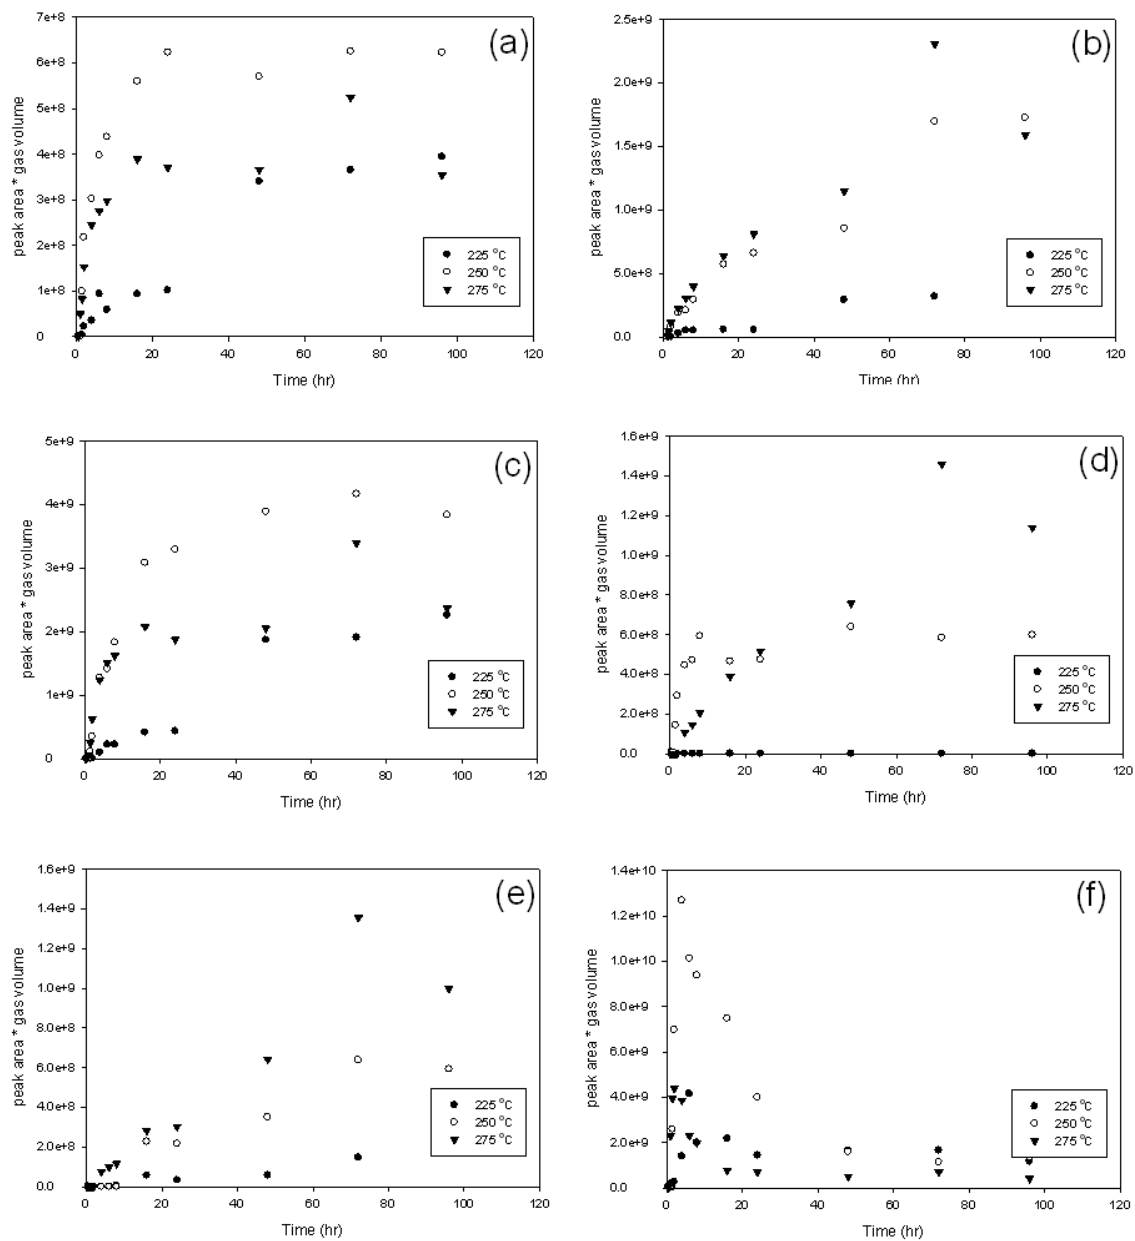 (a)
peak area * gas volume
7e+8
6e+8
5e+8
4e+8
3e+8
2e+8
1e+8
0
0 20 40 60 80 100 120
Time (hr)
225 °C
250 °C
275 °C
(b)
peak area * gas volume
2.5e+9
2.0e+9
1.5e+9
1.0e+9
5.0e+8
0.0
0 20 40 60 80 100 120
Time (hr)
225 °C
250 °C
275 °C
(c)
peak area * gas volume
5e+9
4e+9
3e+9
2e+9
1e+9
0
0 20 40 60 80 100 120
Time (hr)
225 °C
250 °C
275 °C
(d)
peak area * gas volume
1.6e+9
1.4e+9
1.2e+9
1.0e+9
8.0e+8
6.0e+8
4.0e+8
2.0e+8
0.0
0 20 40 60 80 100 120
Time (hr)
225 °C
250 °C
275 °C
(e)
peak area * gas volume
1.6e+9
1.4e+9
1.2e+9
1.0e+9
8.0e+8
6.0e+8
4.0e+8
2.0e+8
0.0
0 20 40 60 80 100 120
Time (hr)
225 °C
250 °C
275 °C
(f)
peak area * gas volume
1.4e+10
1.2e+10
1.0e+10
8.0e+9
6.0e+9
4.0e+9
2.0e+9
0.0
0 20 40 60 80 100 120
Time (hr)
225 °C
250 °C
275 °C